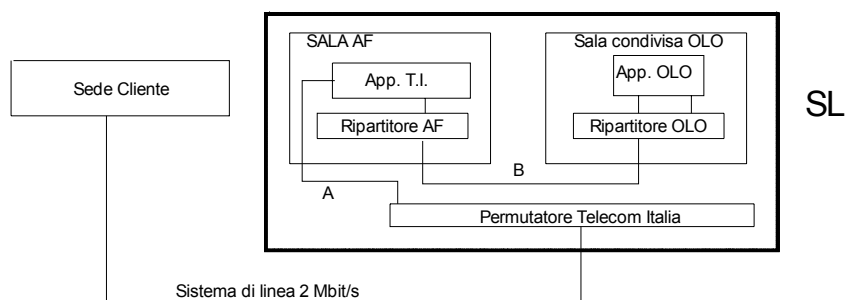 SALA AF
Sala condivisa OLO
Sede Cliente
App. T.I.
App. OLO
SL
Ripartitore AF
Ripartitore OLO
B
A
Permutatore Telecom Italia
Sistema di linea 2 Mbit/s